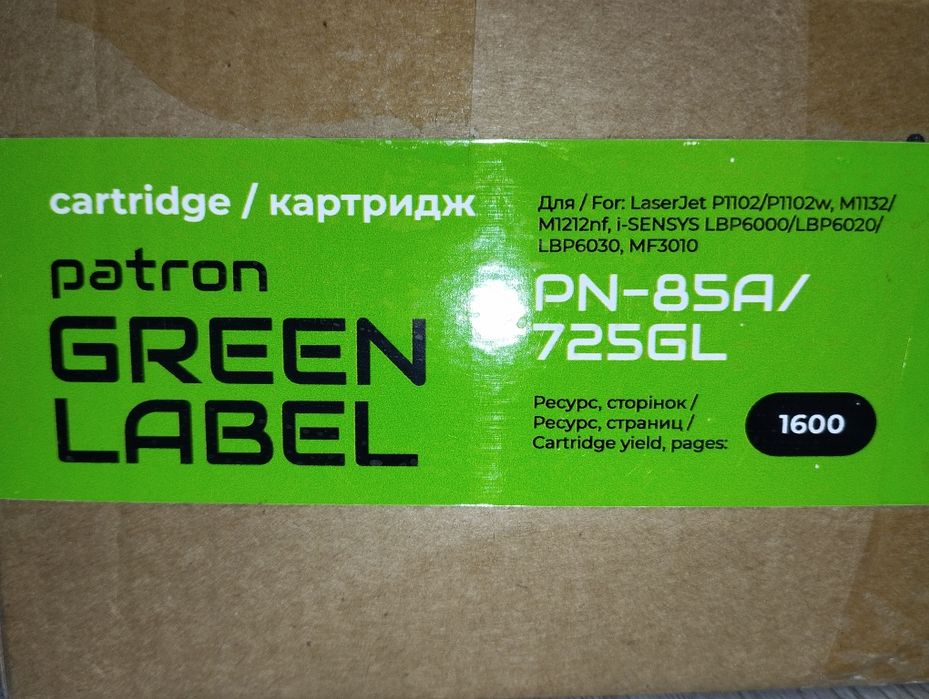 cartridge / картридж
patron
GREEN
LABEL
Для / For: LaserJet P1102/P1102w, M1132/
M1212nf, i-SENSYS LBP6000/LBP6020/
LBP6030, MF3010
PN-85A/
725GL
Ресурс, сторінок /
Ресурс, страниц /
Cartridge yield, pages:
1600